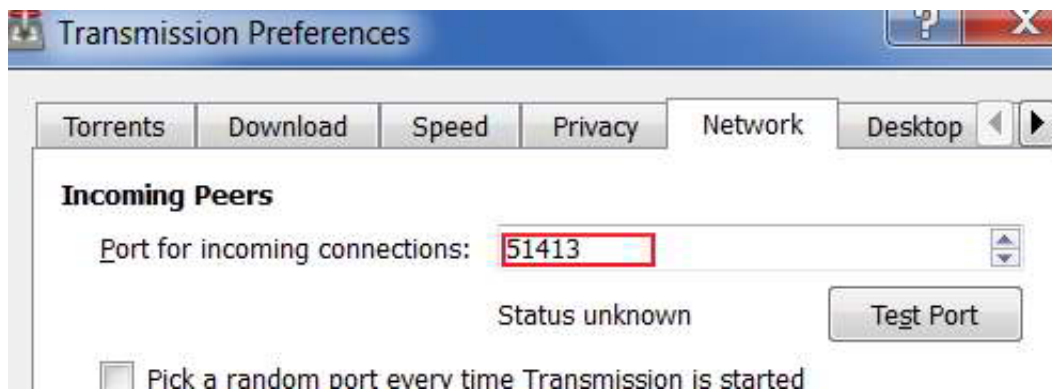 Transmission Preferences
Torrents Download Speed Privacy Network Desktop
Incoming Peers
Port for incoming connections: 51413
Status unknown Test Port
Pick a random port every time Transmission is started